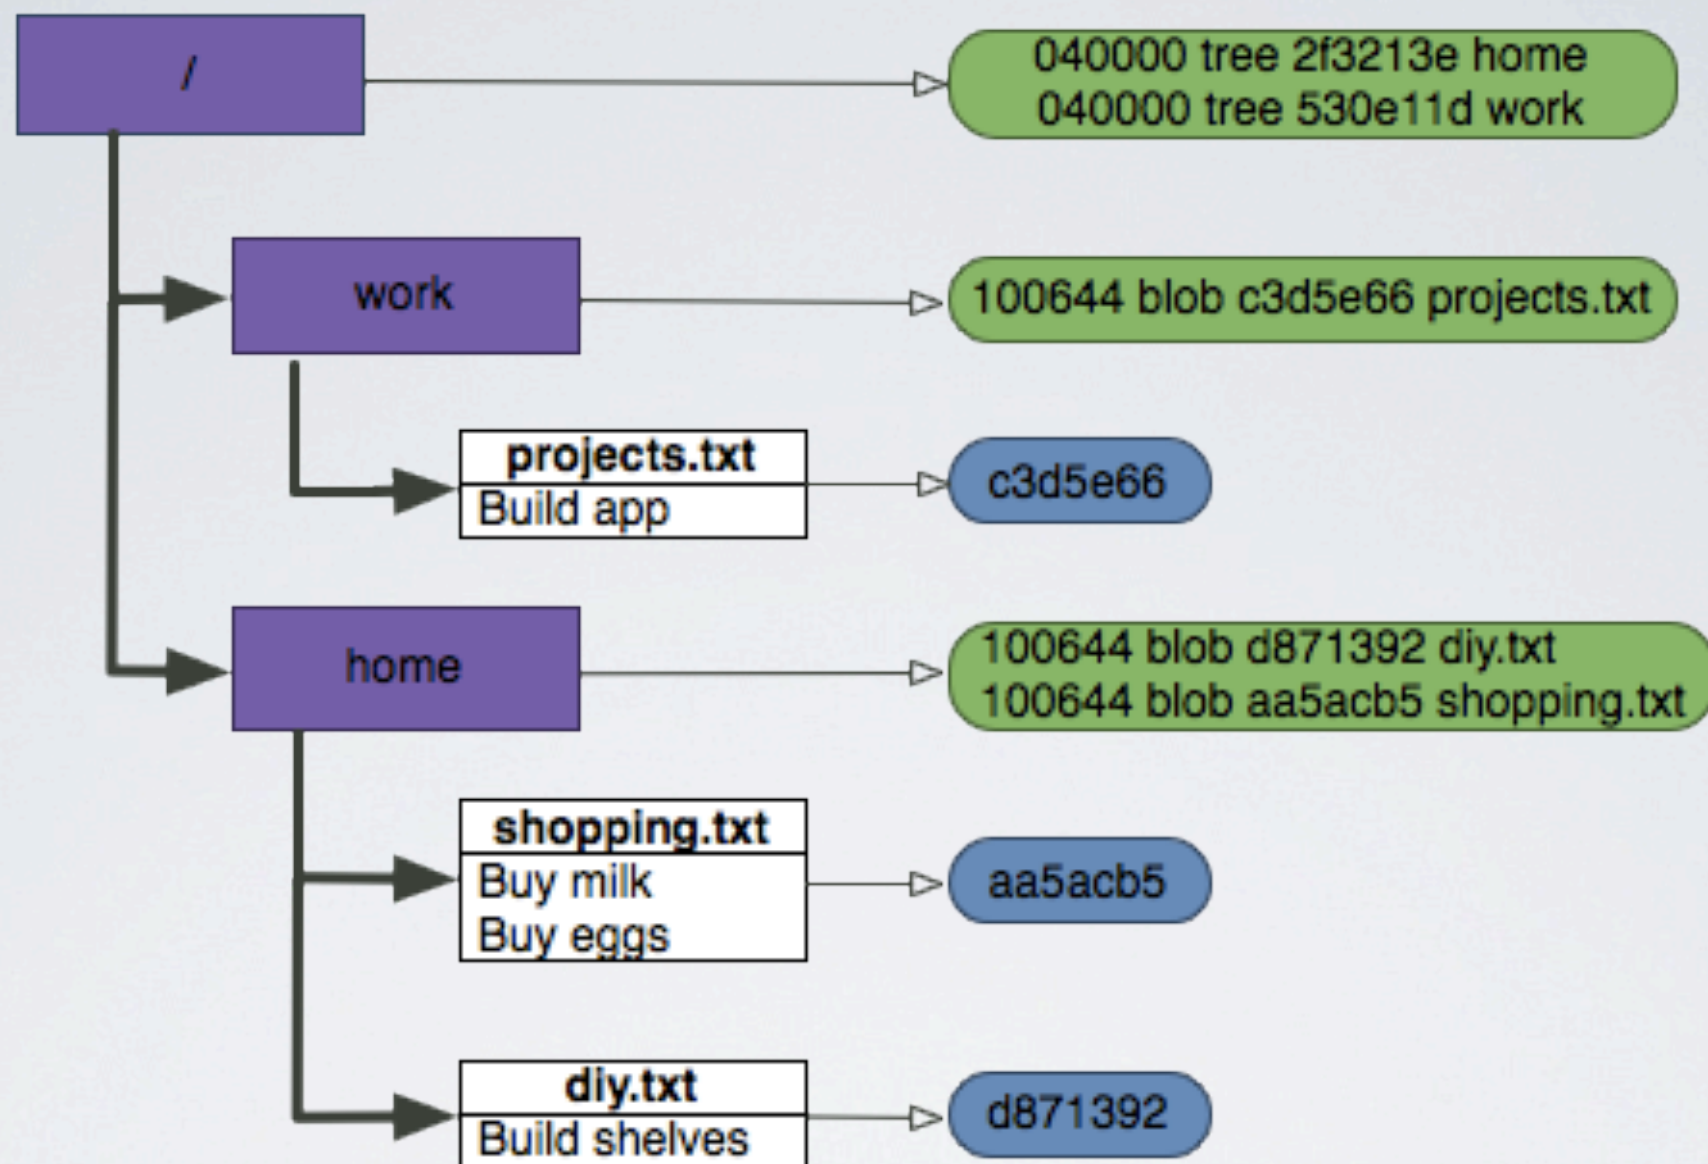 /
040000 tree 2f3213e home
040000 tree 530e11d work
work
100644 blob c3d5e66 projects.txt
projects.txt
Build app
c3d5e66
home
100644 blob d871392 diy.txt
100644 blob aa5acb5 shopping.txt
shopping.txt
Buy milk
Buy eggs
aa5acb5
diy.txt
Build shelves
d871392